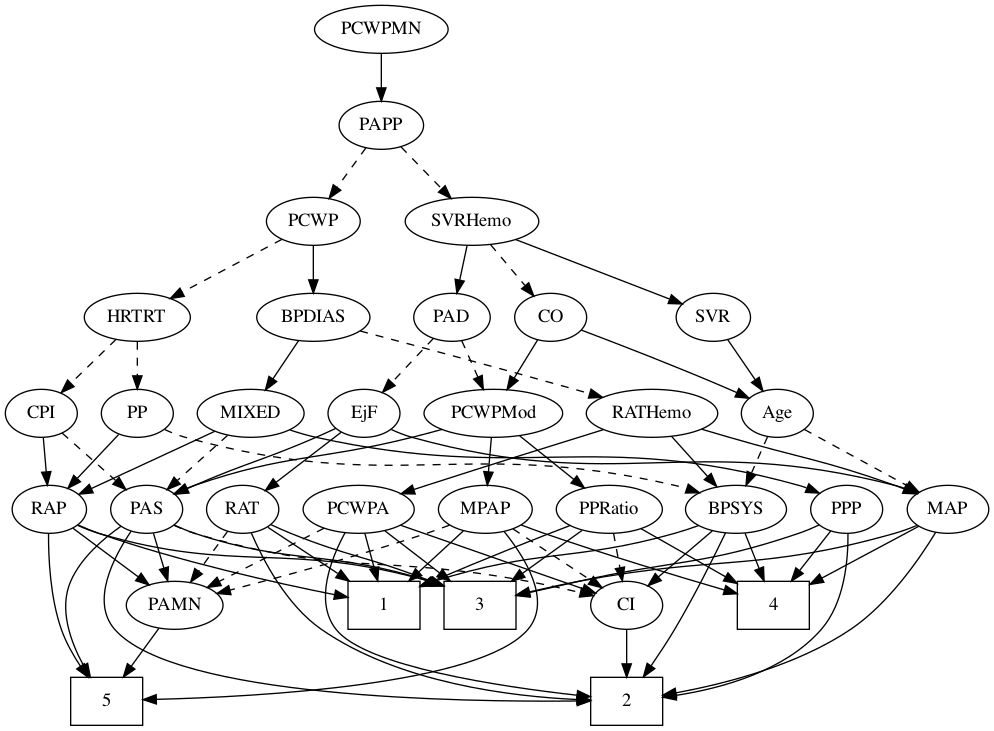 PCWPMN
PAPP
PCWP SVRHemo
HRTRT BPDIAS PAD CO SVR
CPI PP MIXED EjF PCWPMod RATHemo Age
RAP PAS RAT PCWPA MPAP PPRatio BPSYS PPP MAP
PAMN 1 3 CI 4
5 2